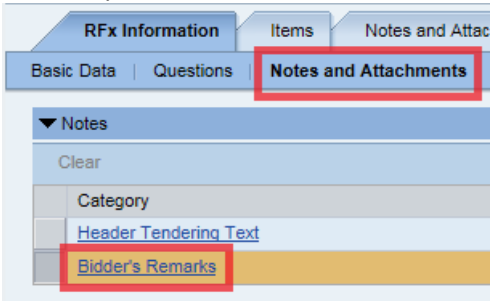 RFx Information Items Notes and Attac
Basic Data | Questions | Notes and Attachments
Notes
Clear
Category
Header Tendering Text
Bidder's Remarks